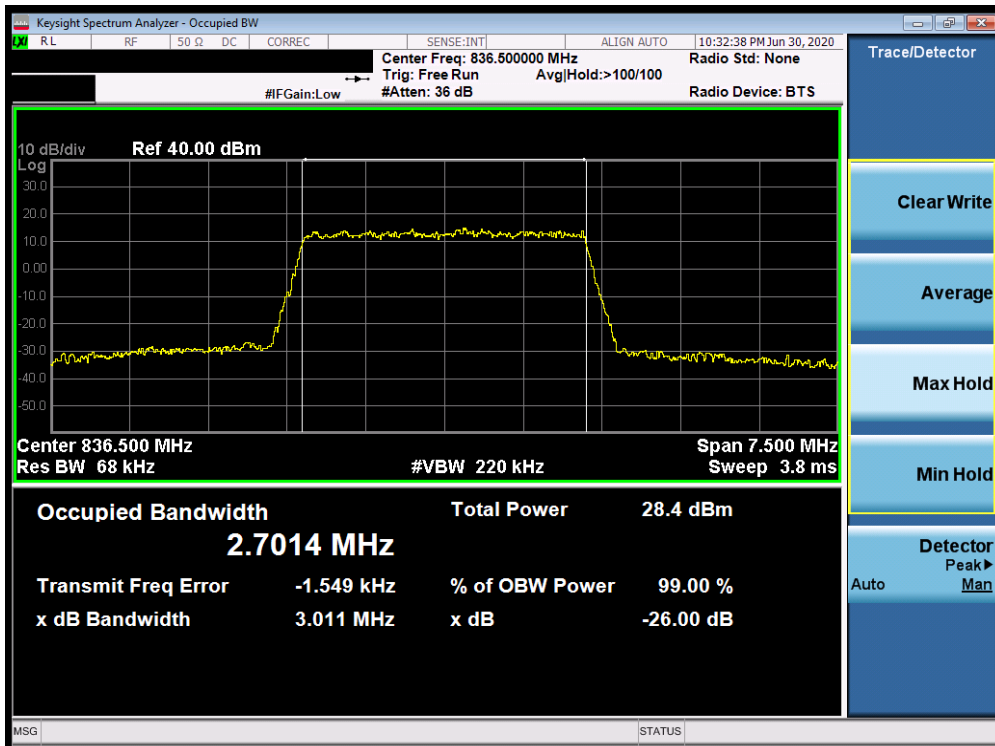 Keysight Spectrum Analyzer - Occupied BW
LXI RL RF 50 Ω DC CORREC SENSE:INT ALIGN AUTO 10:32:38 PM Jun 30, 2020
Center Freq: 836.500000 MHz Radio Std: None
Trig: Free Run Avg|Hold:>100/100
#IFGain:Low #Atten: 36 dB Radio Device: BTS
10 dB/div Ref 40.00 dBm
Log
30.0
20.0
10.0
0.00
-10.0
-20.0
-30.0
-40.0
-50.0
Center 836.500 MHz Span 7.500 MHz
Res BW 68 kHz #VBW 220 kHz Sweep 3.8 ms
Occupied Bandwidth Total Power 28.4 dBm
2.7014 MHz
Transmit Freq Error -1.549 kHz % of OBW Power 99.00 %
x dB Bandwidth 3.011 MHz x dB -26.00 dB
MSG STATUS
Trace/Detector
Clear Write
Average
Max Hold
Min Hold
Detector
Peak▶
Auto Man